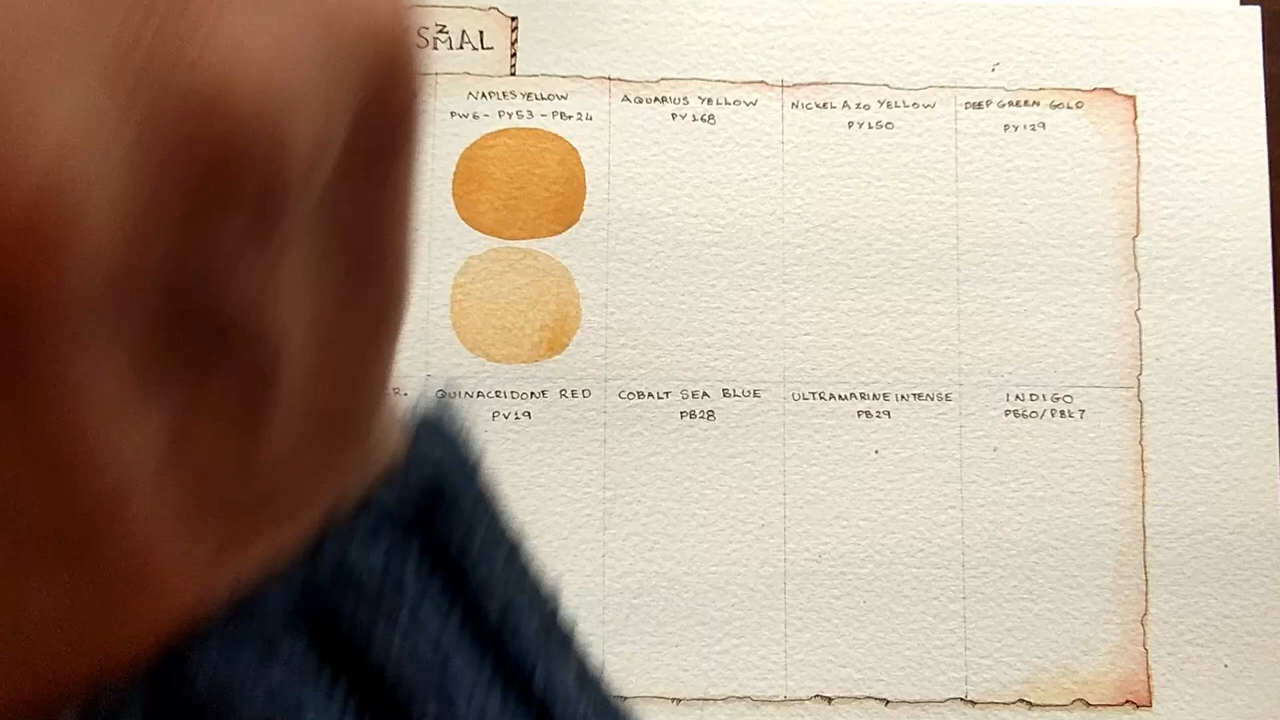 NAPLES YELLOW
PW6 - PY53 - PBr24
AQUARIUS YELLOW
PY168
NICKEL AZO YELLOW
PY150
DEEP GREEN GOLD
PY129
QUINACRIDONE RED
PV19
COBALT SEA BLUE
PB28
ULTRAMARINE INTENSE
PB29
INDIGO
PB60/PBK7